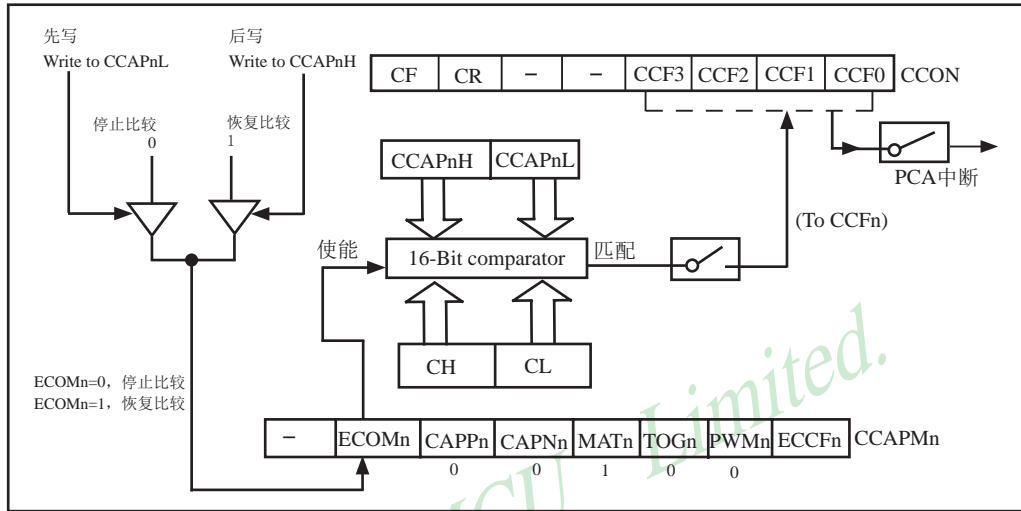 先写
Write to CCAPnL
后写
Write to CCAPnH
CF CR - - CCF3 CCF2 CCF1 CCF0 CCON
停止比较
0
恢复比较
1
CCAPnH CCAPnL
PCA中断
(To CCFn)
使能
16-Bit comparator
匹配
CH CL
ECOMn=0，停止比较
ECOMn=1，恢复比较
- ECOMn CAPPn CAPNn MATn TOGn PWMn ECCFn CCAPMn
0 0 1 0 0
MCU Limited.